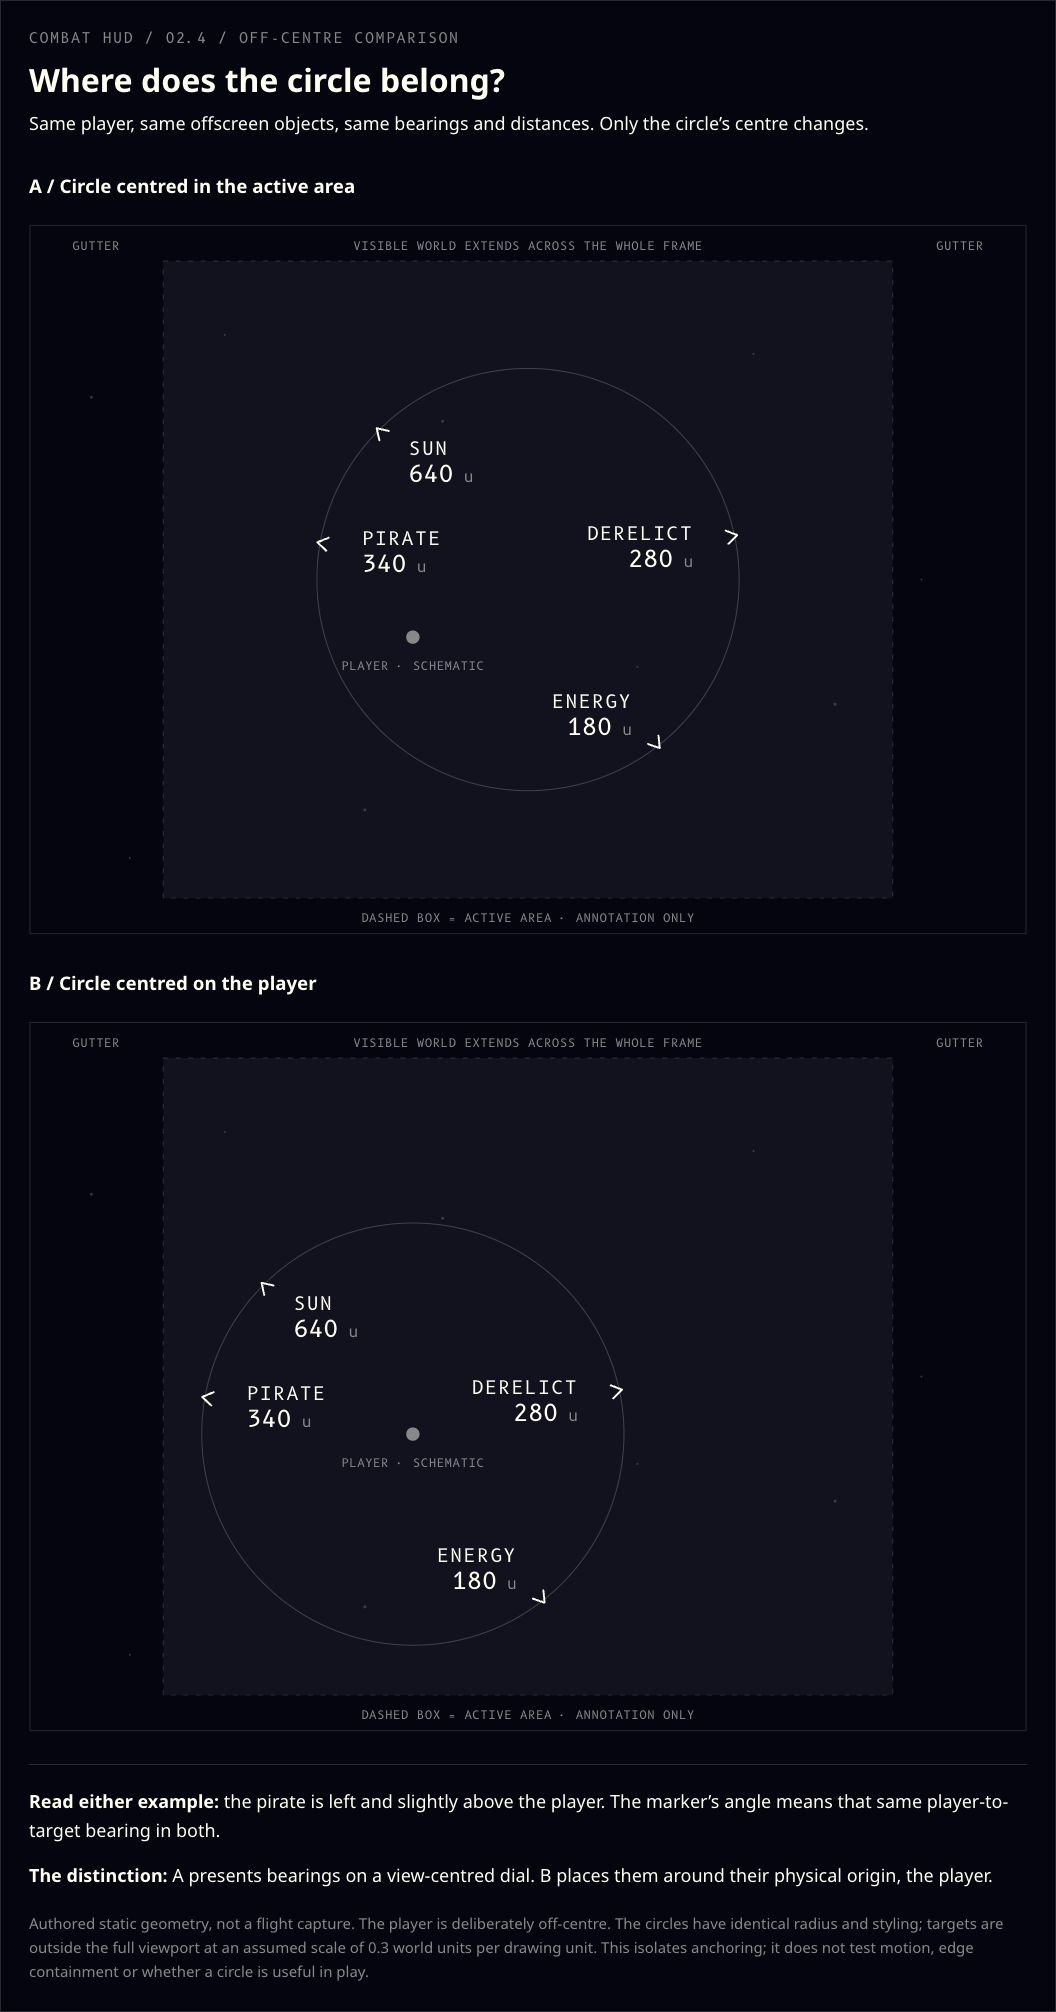 COMBAT HUD / 02.4 / OFF-CENTRE COMPARISON
Where does the circle belong?
Same player, same offscreen objects, same bearings and distances. Only the circle’s centre changes.
A / Circle centred in the active area
GUTTER
VISIBLE WORLD EXTENDS ACROSS THE WHOLE FRAME
GUTTER
SUN
640 u
PIRATE
340 u
DERELICT
280 u
PLAYER · SCHEMATIC
ENERGY
180 u
DASHED BOX = ACTIVE AREA · ANNOTATION ONLY
B / Circle centred on the player
GUTTER
VISIBLE WORLD EXTENDS ACROSS THE WHOLE FRAME
GUTTER
SUN
640 u
PIRATE
340 u
DERELICT
280 u
PLAYER · SCHEMATIC
ENERGY
180 u
DASHED BOX = ACTIVE AREA · ANNOTATION ONLY
Read either example: the pirate is left and slightly above the player. The marker’s angle means that same player-to-
target bearing in both.
The distinction: A presents bearings on a view-centred dial. B places them around their physical origin, the player.
Authored static geometry, not a flight capture. The player is deliberately off-centre. The circles have identical radius and styling; targets are
outside the full viewport at an assumed scale of 0.3 world units per drawing unit. This isolates anchoring; it does not test motion, edge
containment or whether a circle is useful in play.